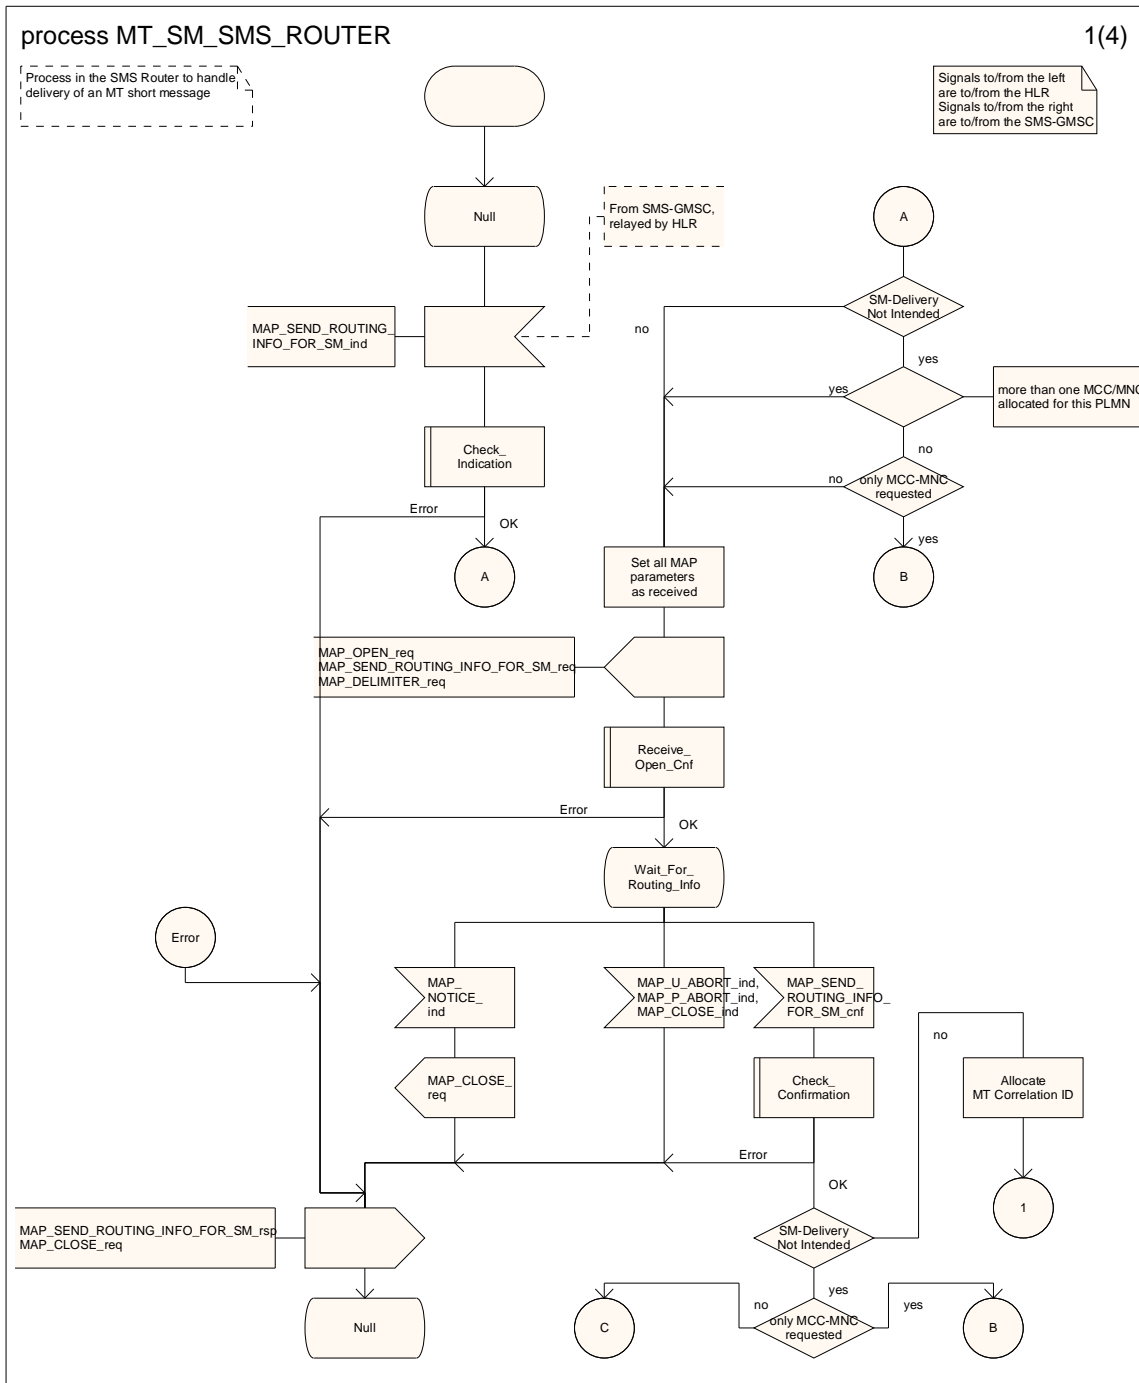 process MT_SM_SMS_ROUTER
1(4)
Process in the SMS Router to handle
delivery of an MT short message
Signals to/from the left
are to/from the HLR
Signals to/from the right
are to/from the SMS-GMSC
Null
From SMS-GMSC,
relayed by HLR
A
SM-Delivery
Not Intended
MAP_SEND_ROUTING_
INFO_FOR_SM_ind
no
yes
yes
more than one MCC/MNC
allocated for this PLMN
Check_
Indication
no
no
only MCC-MNC
requested
Error
OK
yes
A
Set all MAP
parameters
as received
B
MAP_OPEN_req
MAP_SEND_ROUTING_INFO_FOR_SM_req
MAP_DELIMITER_req
Receive_
Open_Cnf
Error
OK
Wait_For_
Routing_Info
Error
MAP_
NOTICE_
ind
MAP_U_ABORT_ind,
MAP_P_ABORT_ind,
MAP_CLOSE_ind
MAP_SEND_
ROUTING_INFO_
FOR_SM_cnf
no
MAP_CLOSE_
req
Check_
Confirmation
Allocate
MT Correlation ID
Error
OK
1
MAP_SEND_ROUTING_INFO_FOR_SM_rsp
MAP_CLOSE_req
SM-Delivery
Not Intended
yes
Null
C
no
only MCC-MNC
requested
yes
B